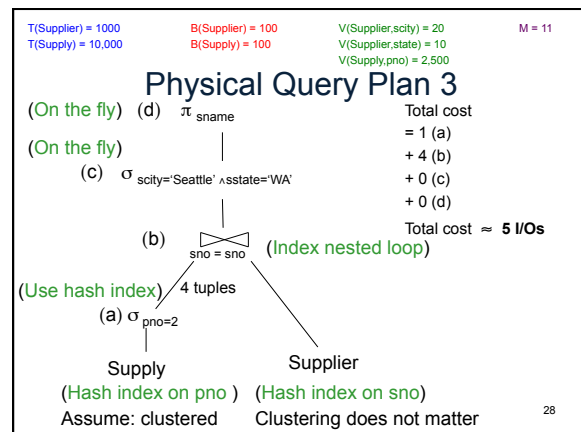 T(Supplier) = 1000 B(Supplier) = 100 V(Supplier,scity) = 20 M = 11
T(Supply) = 10,000 B(Supply) = 100 V(Supplier,state) = 10
V(Supply,pno) = 2,500
Physical Query Plan 3
(On the fly) (d) π sname
Total cost
= 1 (a)
+ 4 (b)
+ 0 (c)
+ 0 (d)
Total cost ≈ 5 I/Os
(On the fly)
(c) σ scity=‘Seattle’ ∧sstate=‘WA’
(b)
sno = sno
(Index nested loop)
(Use hash index) 4 tuples
(a) σ pno=2
Supply Supplier
(Hash index on pno ) (Hash index on sno)
Assume: clustered Clustering does not matter
28